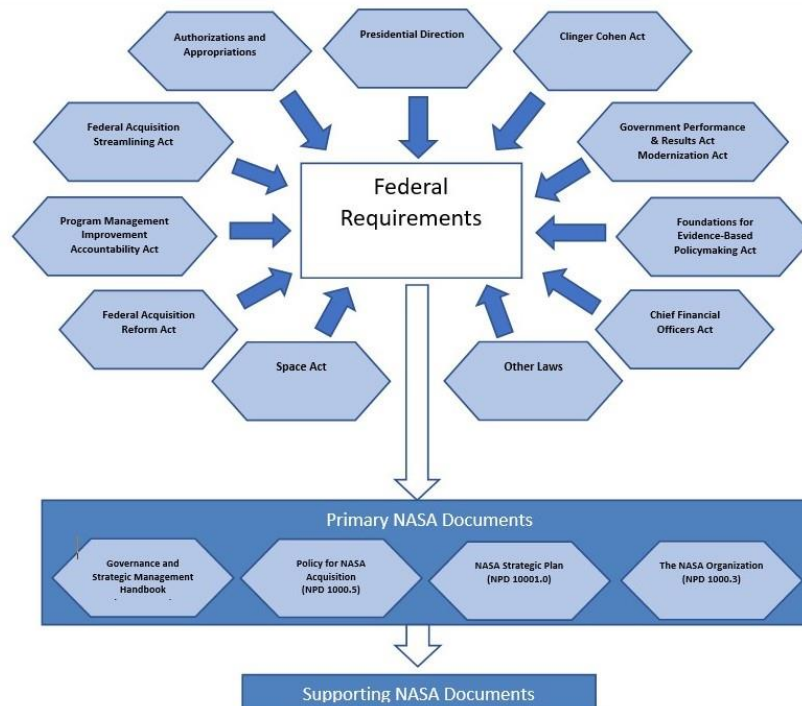 Authorizations and
Appropriations
Presidential Direction
Clinger Cohen Act
Federal Acquisition
Streamlining Act
Government Performance
& Results Act
Modernization Act
Federal
Requirements
Program Management
Improvement
Accountability Act
Foundations for
Evidence-Based
Policymaking Act
Federal Acquisition
Reform Act
Chief Financial
Officers Act
Space Act
Other Laws
Primary NASA Documents
Governance and
Strategic Management
Handbook
Policy for NASA
Acquisition
(NPD 1000.5)
NASA Strategic Plan
(NPD 10001.0)
The NASA Organization
(NPD 1000.3)
Supporting NASA Documents